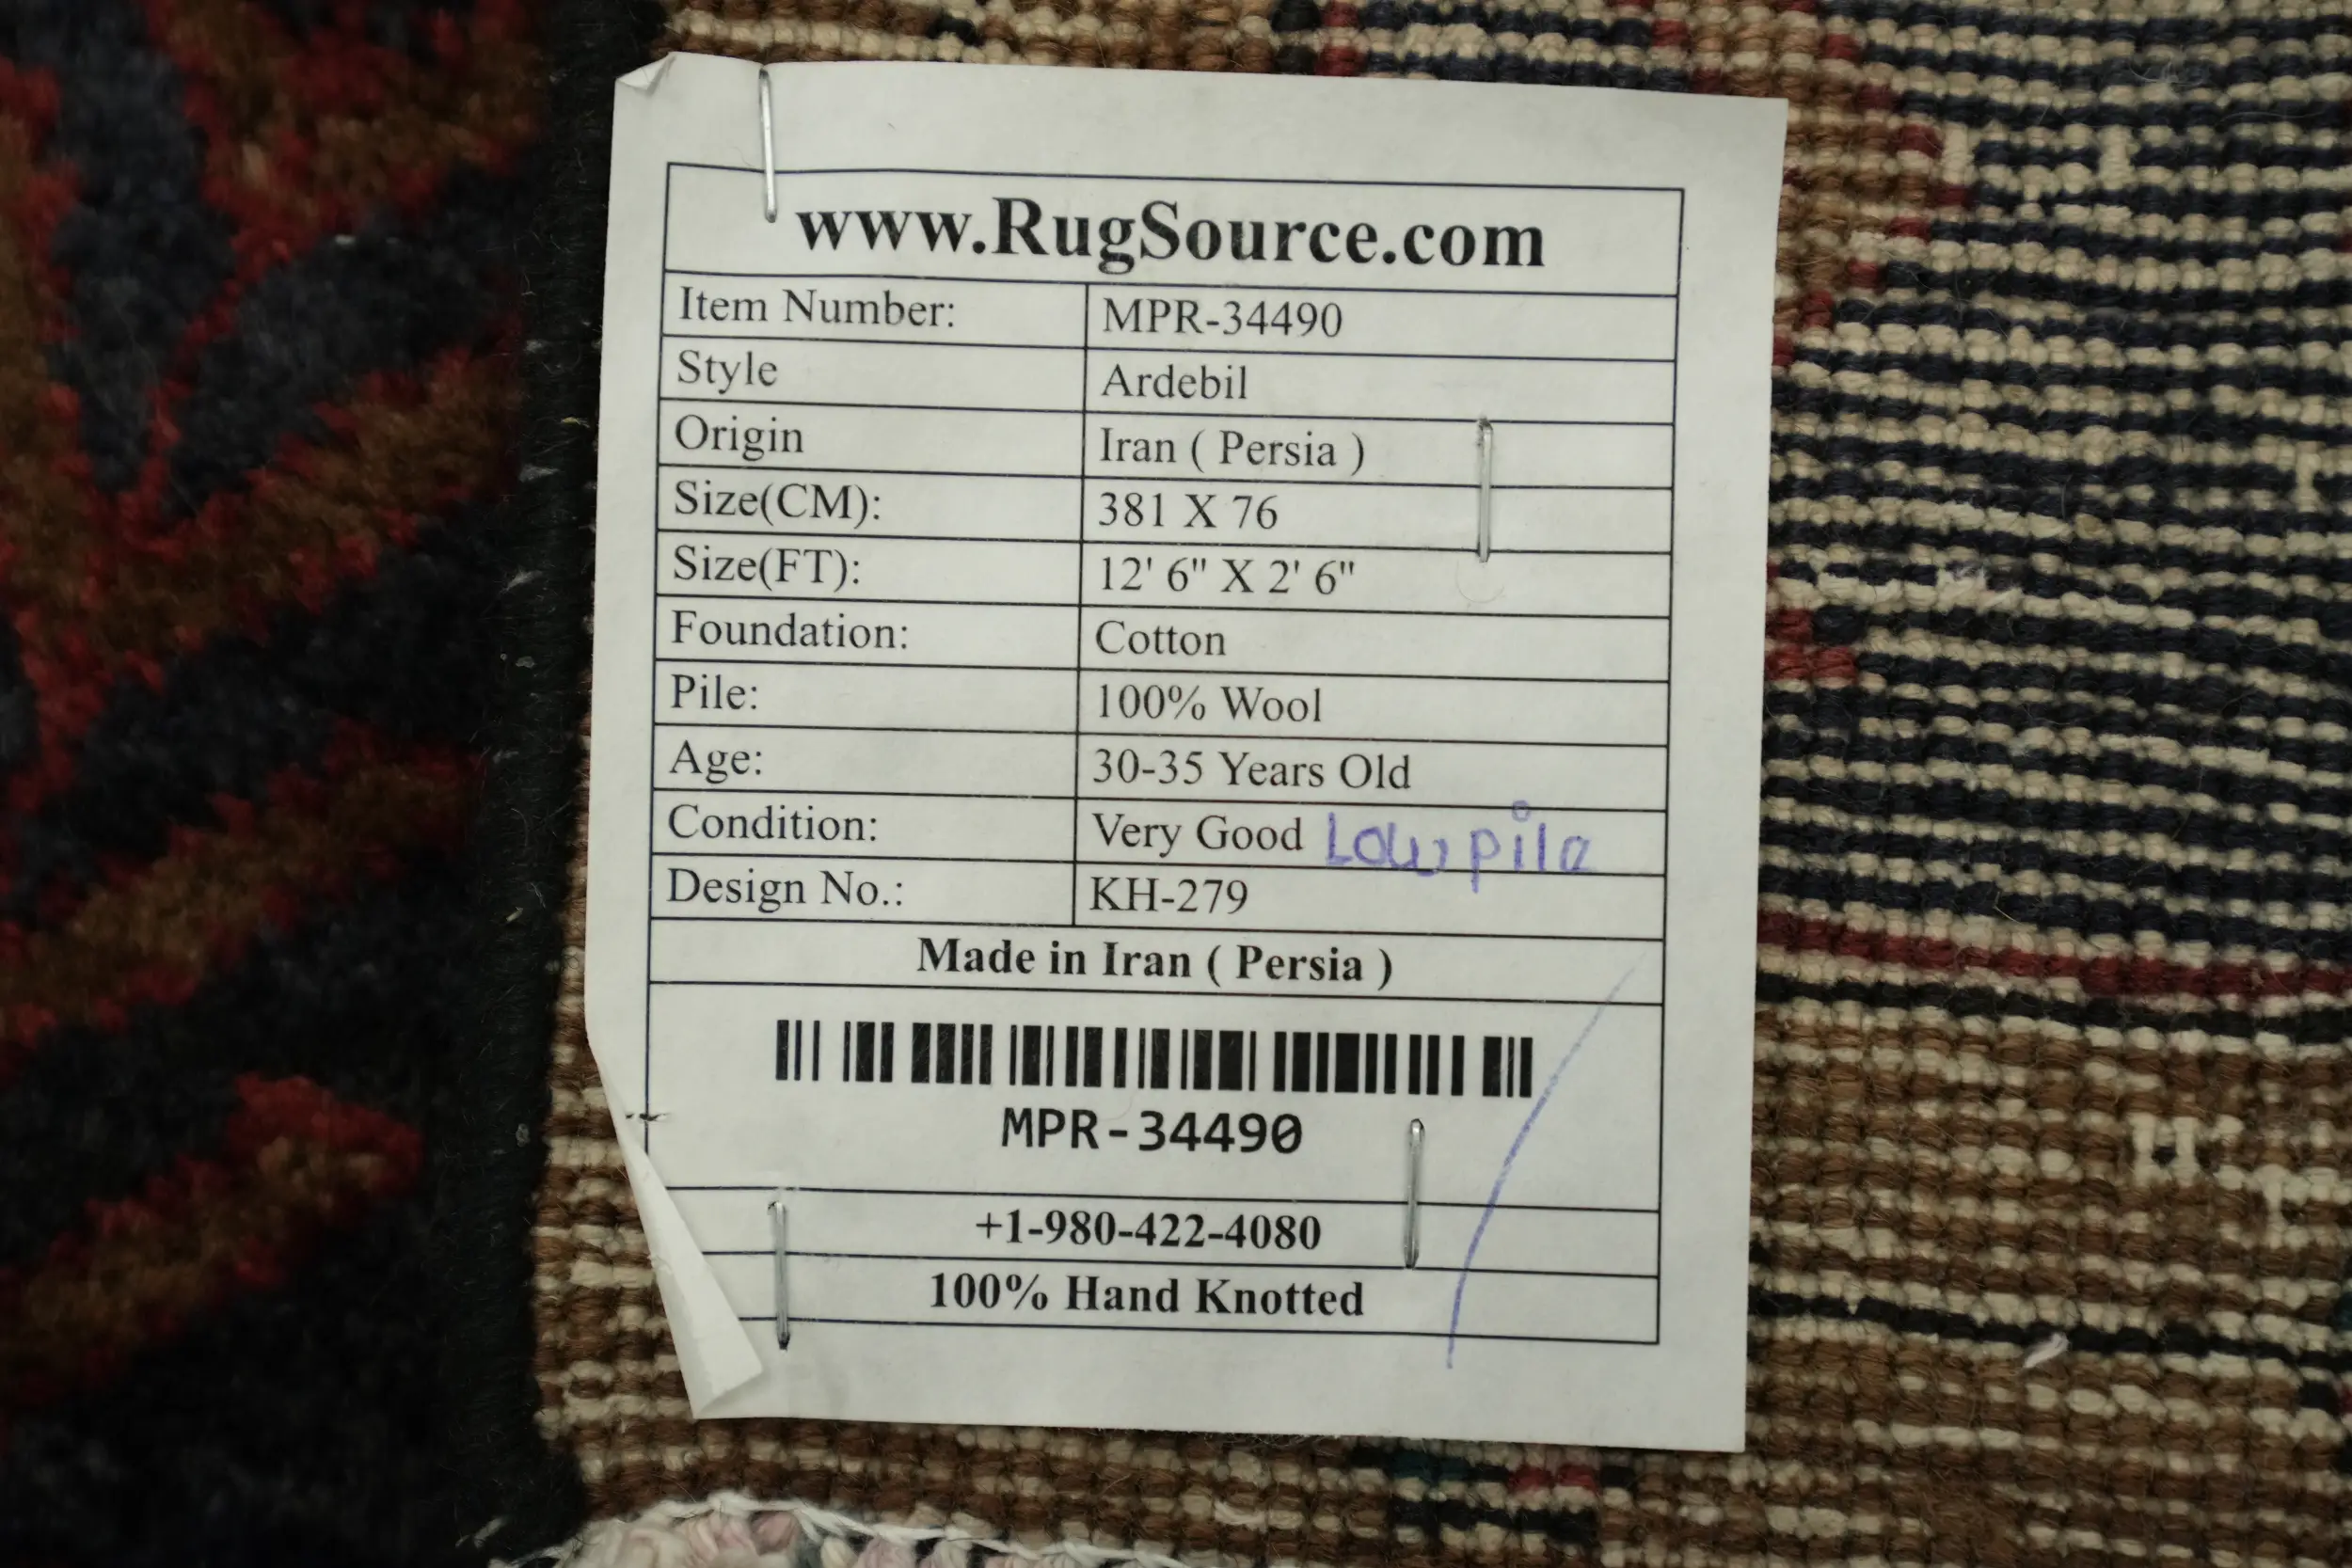 www.RugSource.com
Item Number: MPR-34490
Style Ardebil
Origin Iran ( Persia )
Size(CM): 381 X 76
Size(FT): 12' 6" X 2' 6"
Foundation: Cotton
Pile: 100% Wool
Age: 30-35 Years Old
Condition: Very Good Low pile
Design No.: KH-279
Made in Iran ( Persia )
MPR-34490
+1-980-422-4080
100% Hand Knotted